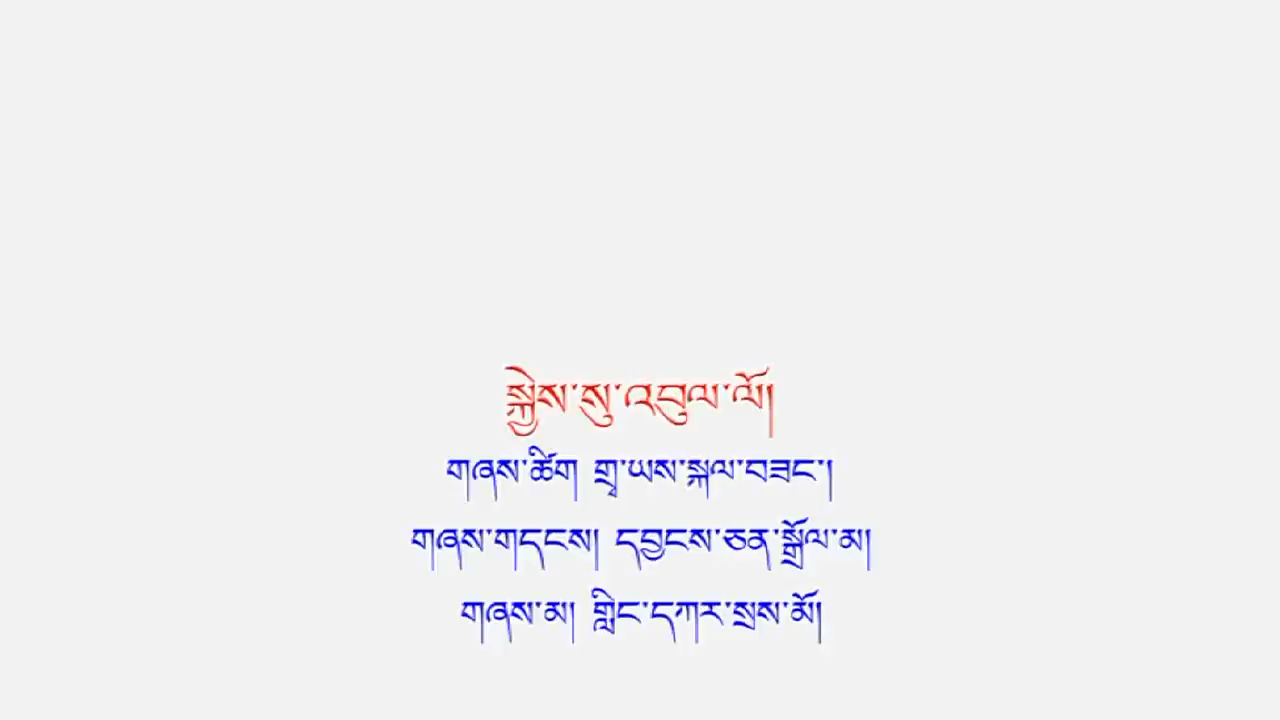 སྐྱེས་སུ་འབུལ་ལོ།
གཞས་ཚིག གྲྭ་ཡས་སྐལ་བཟང་།
གཞས་གདངས། དབྱངས་ཅན་སྒྲོལ་མ།
གཞས་མ། གླིང་དཀར་སྲས་མོ།